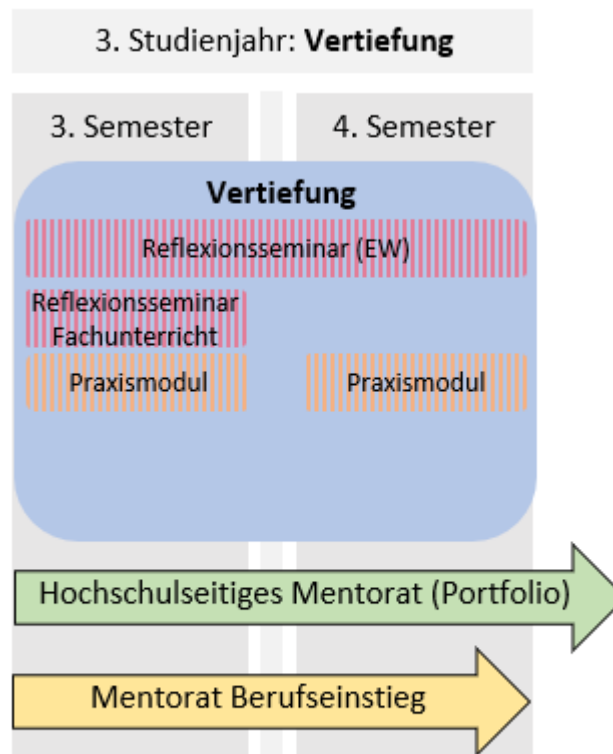 3. Studienjahr: Vertiefung
3. Semester
4. Semester
Vertiefung
Reflexionsseminar (EW)
Reflexionsseminar
Fachunterricht
Praxismodul
Praxismodul
Hochschulseitiges Mentorat (Portfolio)
Mentorat Berufseinstieg